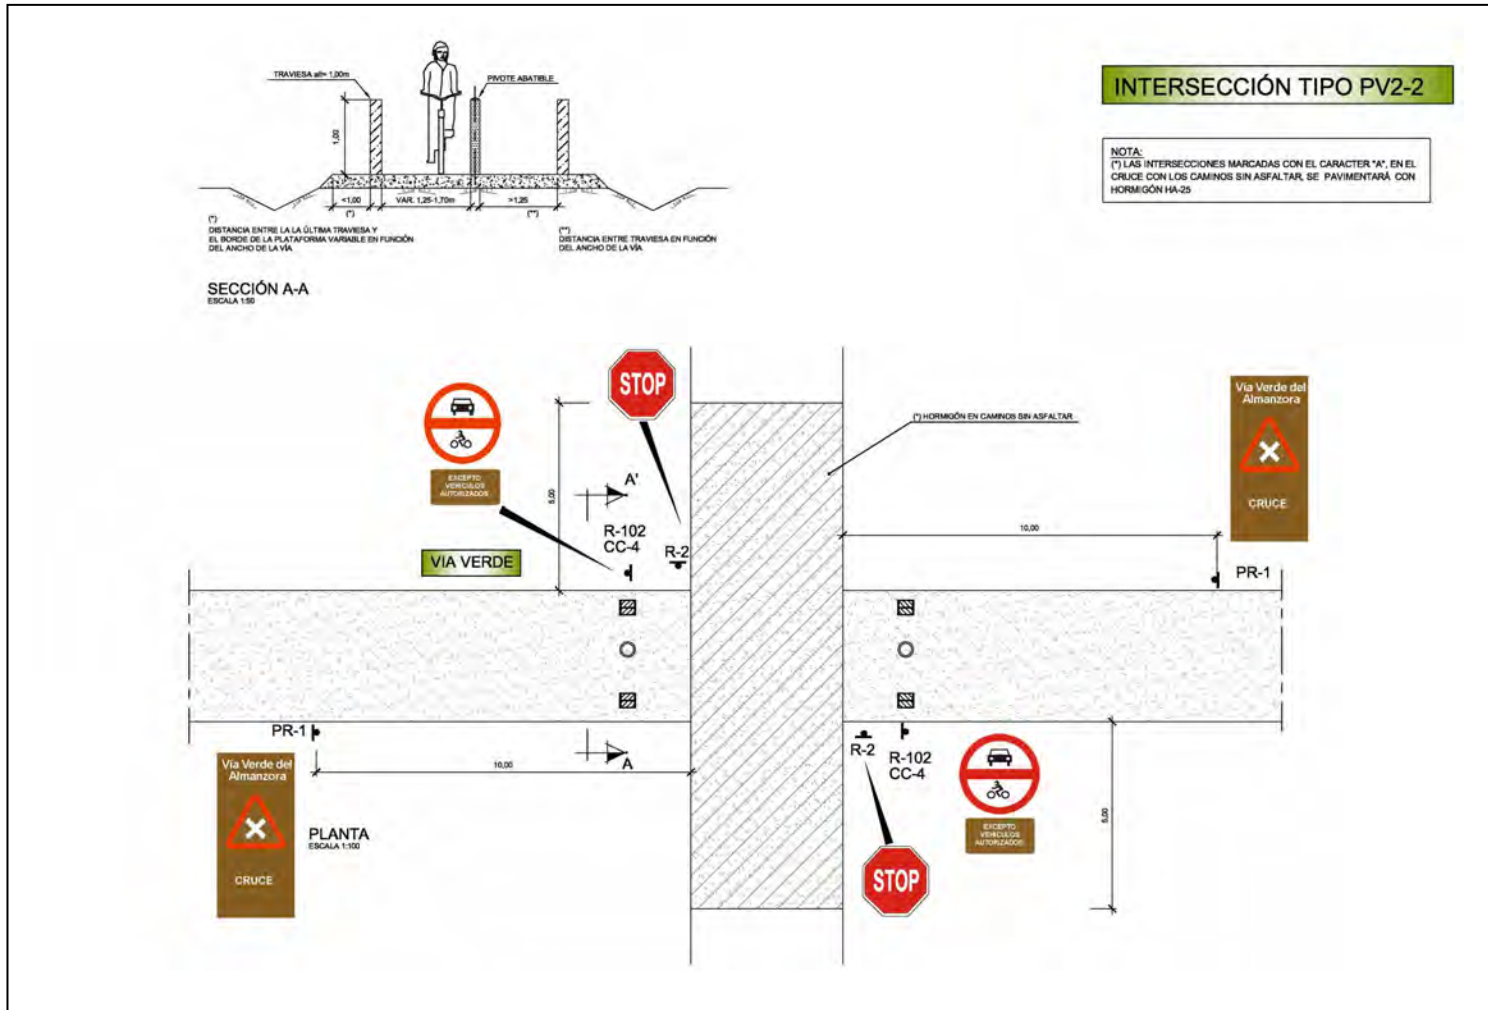 INTERSECCIÓN TIPO PV2-2
NOTA:
(*) LAS INTERSECCIONES MARCADAS CON EL CARACTER "A", EN EL
CRUCE CON LOS CAMINOS SIN ASFALTAR, SE PAVIMENTARÁ CON
HORMIGÓN HA-25
TRAVIESA alt= 1,00m
PIVOTE ABATIBLE
1,00
<1,00
VAR. 1,25-1,70m
>1,25
(*)
(**)
(*)
DISTANCIA ENTRE LA LA ÚLTIMA TRAVIESA Y
EL BORDE DE LA PLATAFORMA VARIABLE EN FUNCIÓN
DEL ANCHO DE LA VÍA
(**)
DISTANCIA ENTRE TRAVIESA EN FUNCIÓN
DEL ANCHO DE LA VÍA
SECCIÓN A-A
ESCALA 1:50
STOP
EXCEPTO
VEHICULOS
AUTORIZADOS
5,00
A'
R-102
CC-4
R-2
VIA VERDE
(*) HORMIGÓN EN CAMINOS SIN ASFALTAR
10,00
Vía Verde del
Almanzora
CRUCE
PR-1
PR-1
Vía Verde del
Almanzora
CRUCE
10,00
A
PLANTA
ESCALA 1:100
R-2
R-102
CC-4
STOP
EXCEPTO
VEHICULOS
AUTORIZADOS
5,00